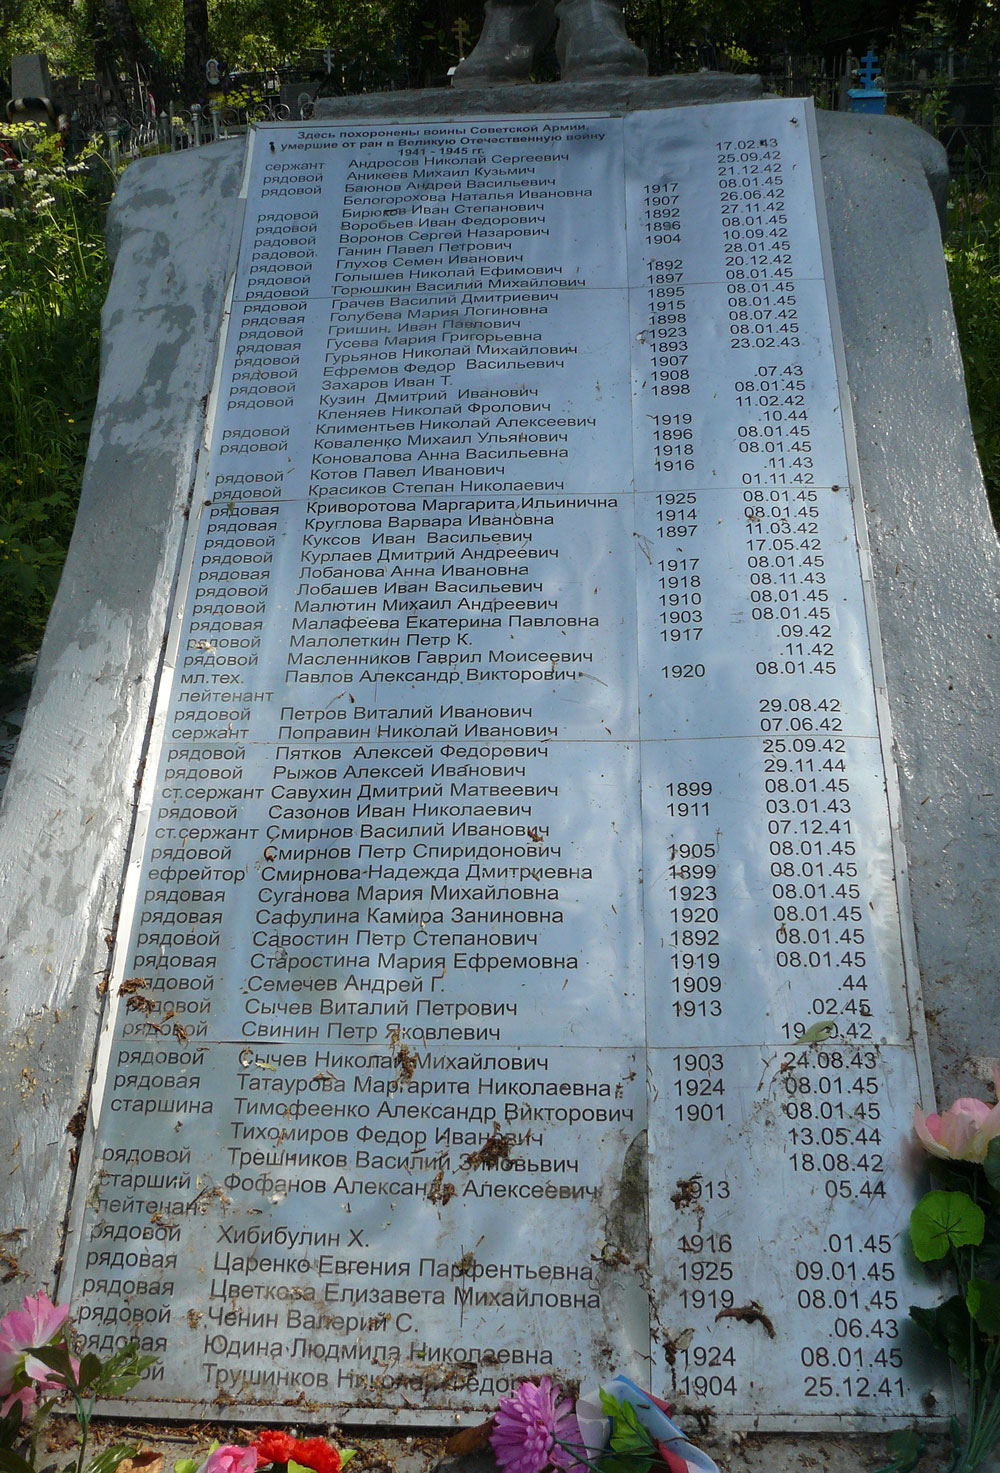 Здесь похоронены воины Советской Армии,
умершие от ран в Великую Отечественную войну
1941 - 1945 гг.
сержант Андросов Николай Сергеевич 17.02.43
рядовой Аникеев Михаил Кузьмич 25.09.42
рядовой Баюнов Андрей Васильевич 21.12.42
Белогорохова Наталья Ивановна 1917 08.01.45
рядовой Бирюков Иван Степанович 1907 26.06.42
рядовой Воробьев Иван Федорович 1892 27.11.42
радовой Воронов Сергей Назарович 1896 08.01.45
радовой Ганин Павел Петрович 1904 10.09.42
рядовой Глухов Семен Иванович 28.01.45
рядовой Голышев Николай Ефимович 1892 20.12.42
рядовой Торюшкин Василий Михайлович 1897 08.01.45
рядовой Грачев Василий Дмитриевич 1895 08.01.45
рядовая Голубева Мария Логиновна 1915 08.01.45
рядовой Гришин Иван Павлович 1898 08.07.42
рядовая Гусева Мария Григорьевна 1923 08.01.45
рядовой Гурьянов Николай Михайлович 1893 23.02.43
рядовой Ефремов Федор Васильевич 1907
рядовой Захаров Иван Т. 1908 .07.43
рядовой Кузин Дмитрий Иванович 1898 08.01.45
Кленяев Николай Фролович 11.02.42
рядовой Климентьев Николай Алексеевич 1919 .10.44
рядовой Коваленко Михаил Ульянович 1896 08.01.45
Коновалова Анна Васильевна 1918 08.01.45
рядовой Котов Павел Иванович 1916 .11.43
рядовой Красиков Степан Николаевич 01.11.42
рядовая Криворотова Маргарита Ильинична 1925 08.01.45
рядовая Круглова Варвара Ивановна 1914 08.01.45
рядовой Куксов Иван Васильевич 1897 11.03.42
рядовой Курлаев Дмитрий Андреевич 17.05.42
рядовая Лобанова Анна Ивановна 1917 08.01.45
рядовой Лобашев Иван Васильевич 1918 08.11.43
рядовой Малютин Михаил Андреевич 1910 08.01.45
рядовая Малафеева Екатерина Павловна 1903 08.01.45
рядовой Малолеткин Петр К. 1917 .09.42
рядовой Масленников Гаврил Моисеевич .11.42
мл.тех. Павлов Александр Викторович 1920 08.01.45
лейтенант
рядовой Петров Виталий Иванович 29.08.42
сержант Поправин Николай Иванович 07.06.42
рядовой Пятков Алексей Федорович 25.09.42
рядовой Рыжов Алексей Иванович 29.11.44
ст.сержант Савухин Дмитрий Матвеевич 1899 08.01.45
рядовой Сазонов Иван Николаевич 1911 03.01.43
ст.сержант Смирнов Василий Иванович 07.12.41
рядовой Смирнов Петр Спиридонович 1905 08.01.45
ефрейтор Смирнова Надежда Дмитриевна 1899 08.01.45
рядовая Суганова Мария Михайловна 1923 08.01.45
рядовая Сафулина Камира Заниновна 1920 08.01.45
рядовой Савостин Петр Степанович 1892 08.01.45
рядовая Старостина Мария Ефремовна 1919 08.01.45
рядовой Семечев Андрей Г. 1909 .44
рядовой Сычев Виталий Петрович 1913 .02.45
рядовой Свинин Петр Яковлевич
рядовой Сычев Николай Михайлович 1903 24.08.43
рядовая Татаурова Маргарита Николаевна 1924 08.01.45
старшина Тимофеенко Александр Викторович 1901 08.01.45
Тихомиров Федор Иванович 13.05.44
рядовой Трешников Василий Зиновьвич 18.08.42
старший Фофанов Александр Алексеевич 1913 05.44
лейтенант
рядовой Хибибулин Х. 1916 .01.45
рядовая Царенко Евгения Парфентьевна 1925 09.01.45
рядовая Цветкова Елизавета Михайловна 1919 08.01.45
рядовой Ченин Валерий С. .06.43
рядовая Юдина Людмила Николаевна 1924 08.01.45
Трушинков 1904 25.12.41